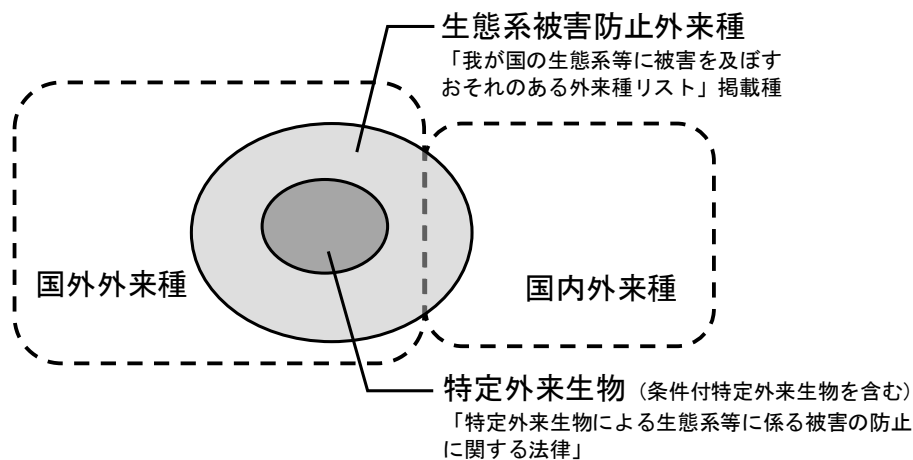 生態系被害防止外来種
「我が国の生態系等に被害を及ぼす
おそれのある外来種リスト」掲載種
国外外来種
国内外来種
特定外来生物（条件付特定外来生物を含む）
「特定外来生物による生態系等に係る被害の防止
に関する法律」